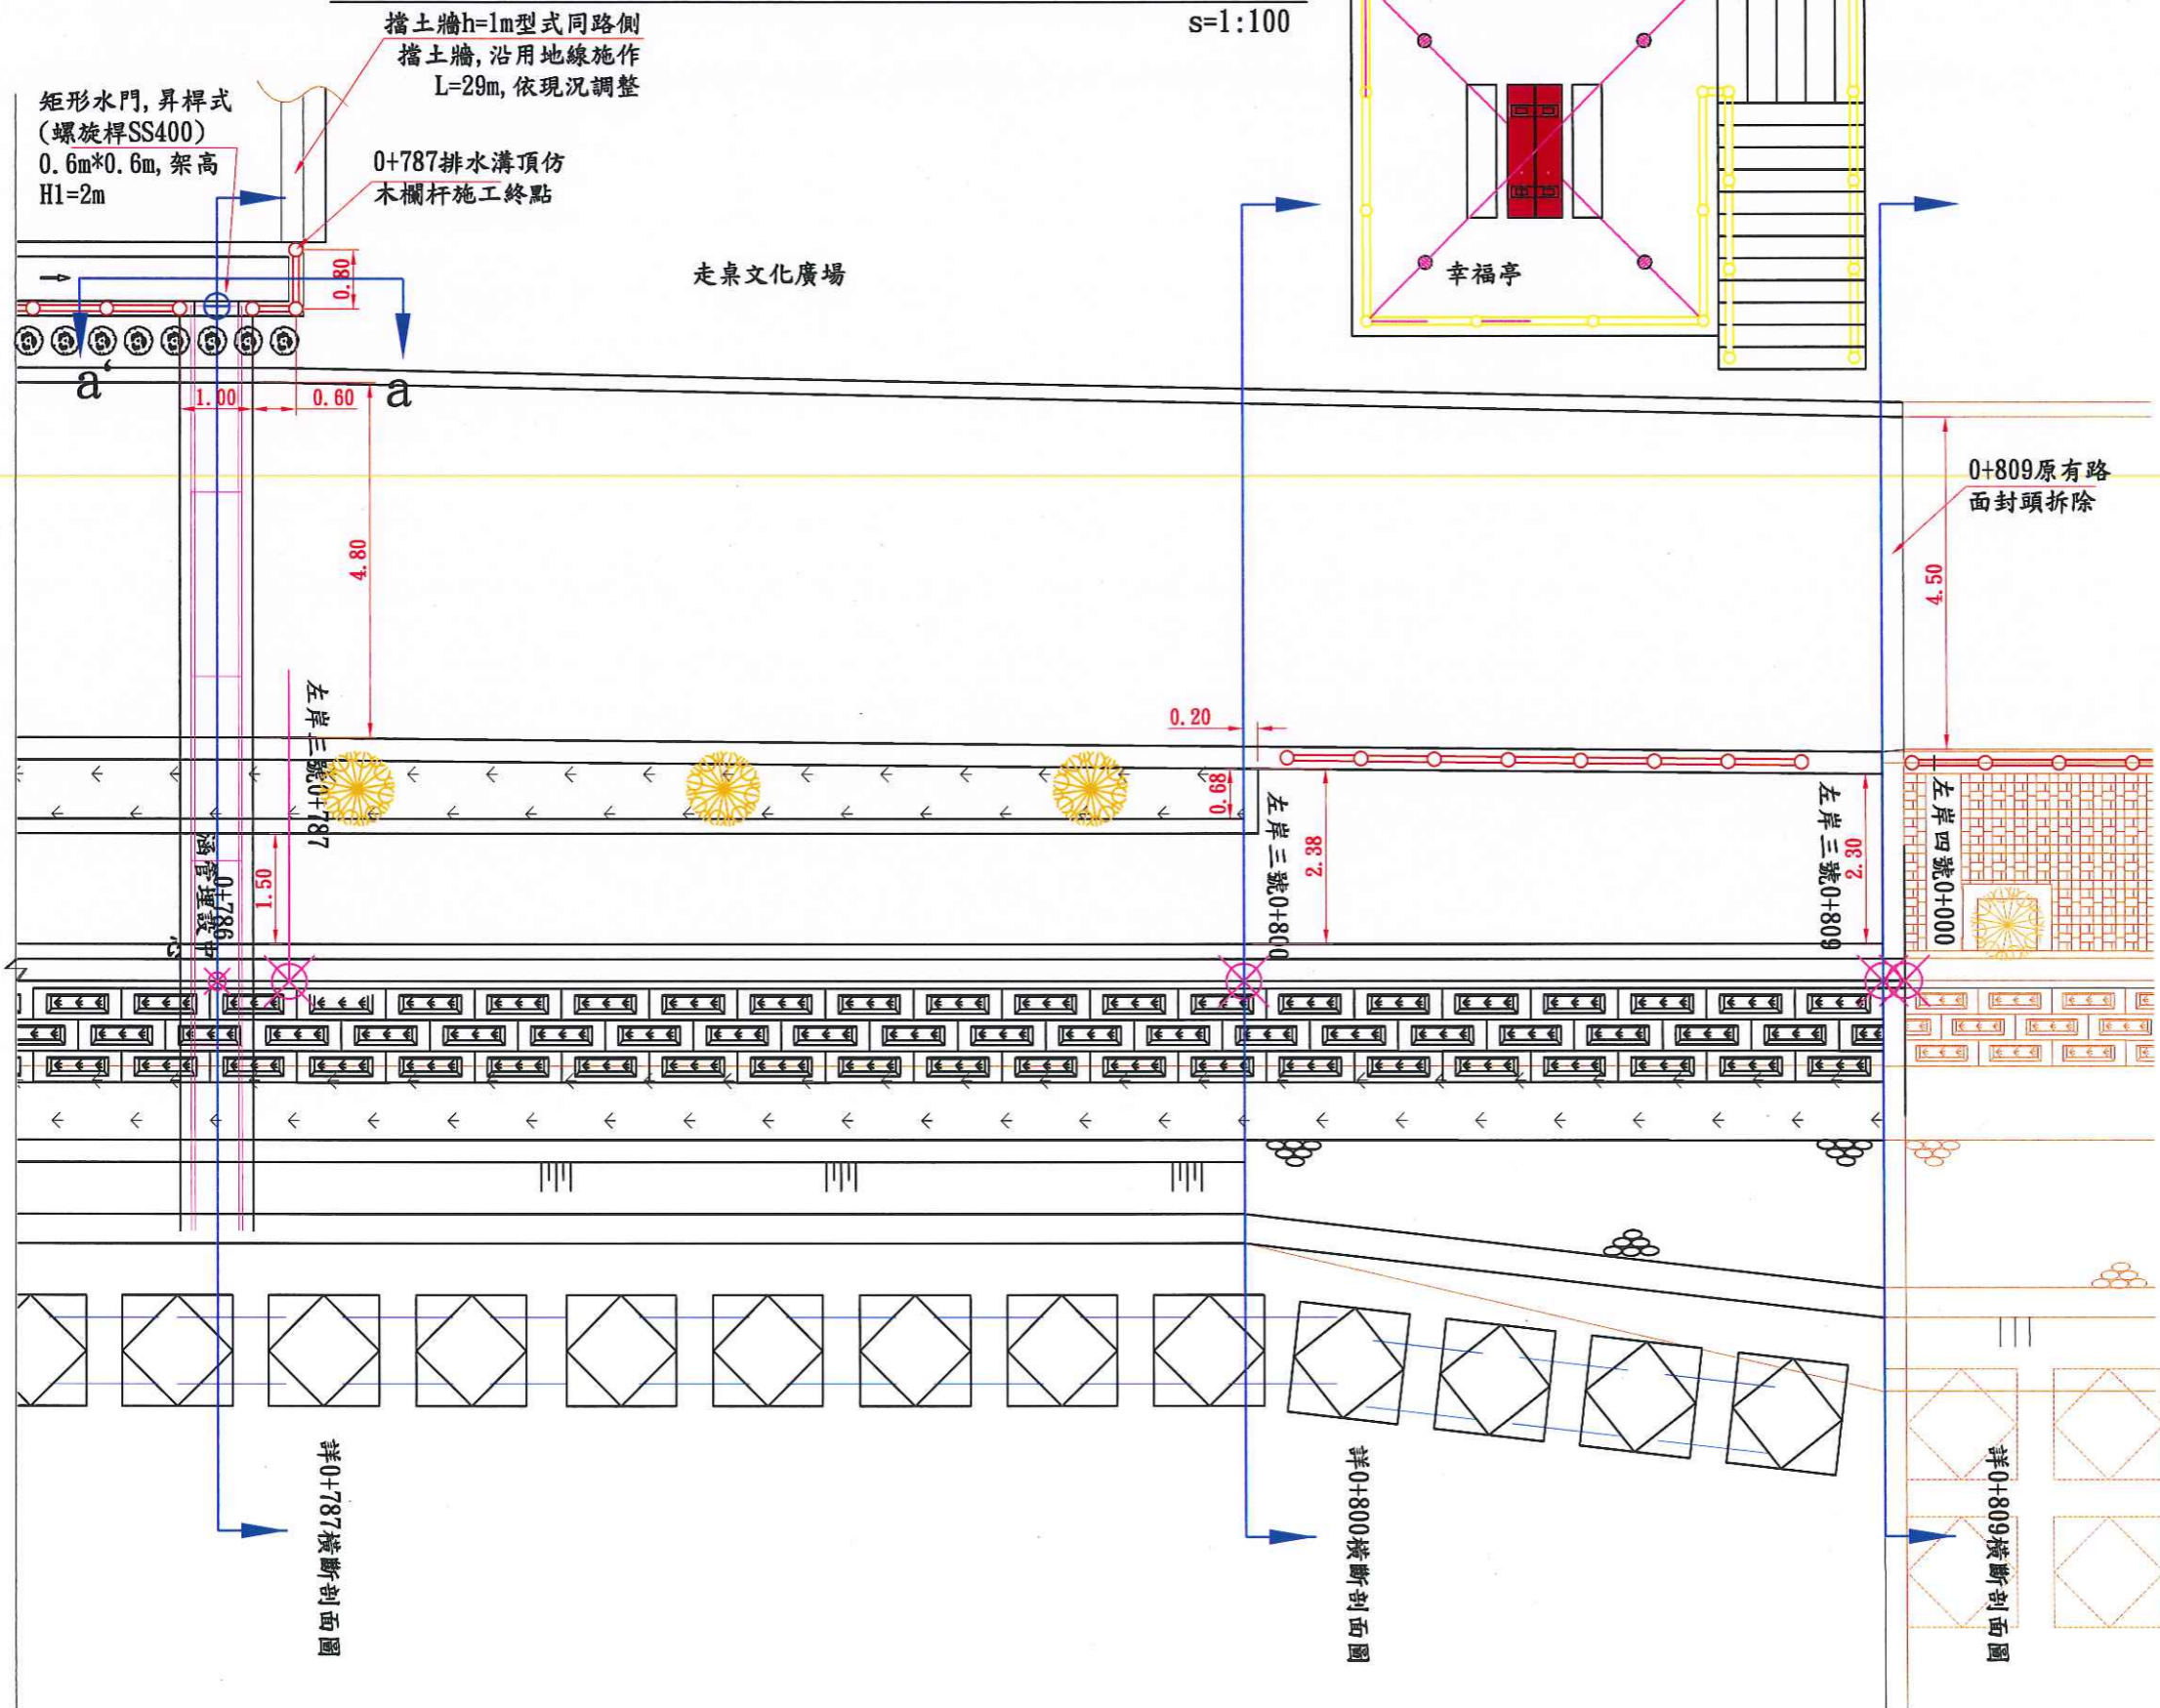 擋土牆h=1m型式同路側
擋土牆,沿用地線施作
L=29m,依現況調整
s=1:100
矩形水門,昇桿式
(螺旋桿SS400)
0.6m*0.6m,架高
H1=2m
0+787排水溝頂仿
木欄杆施工終點
0.80
走桌文化廣場
幸福亭
a‘
a
1.00
0.60
4.80
0+809原有路
面封頭拆除
4.50
左岸三號0+787
0.20
0.68
左岸三號0+800
2.38
左岸三號0+809
2.30
左岸四號0+000
0+786
涵管埋設中
心
1.50
詳0+787橫斷剖面圖
詳0+800橫斷剖面圖
詳0+809橫斷剖面圖